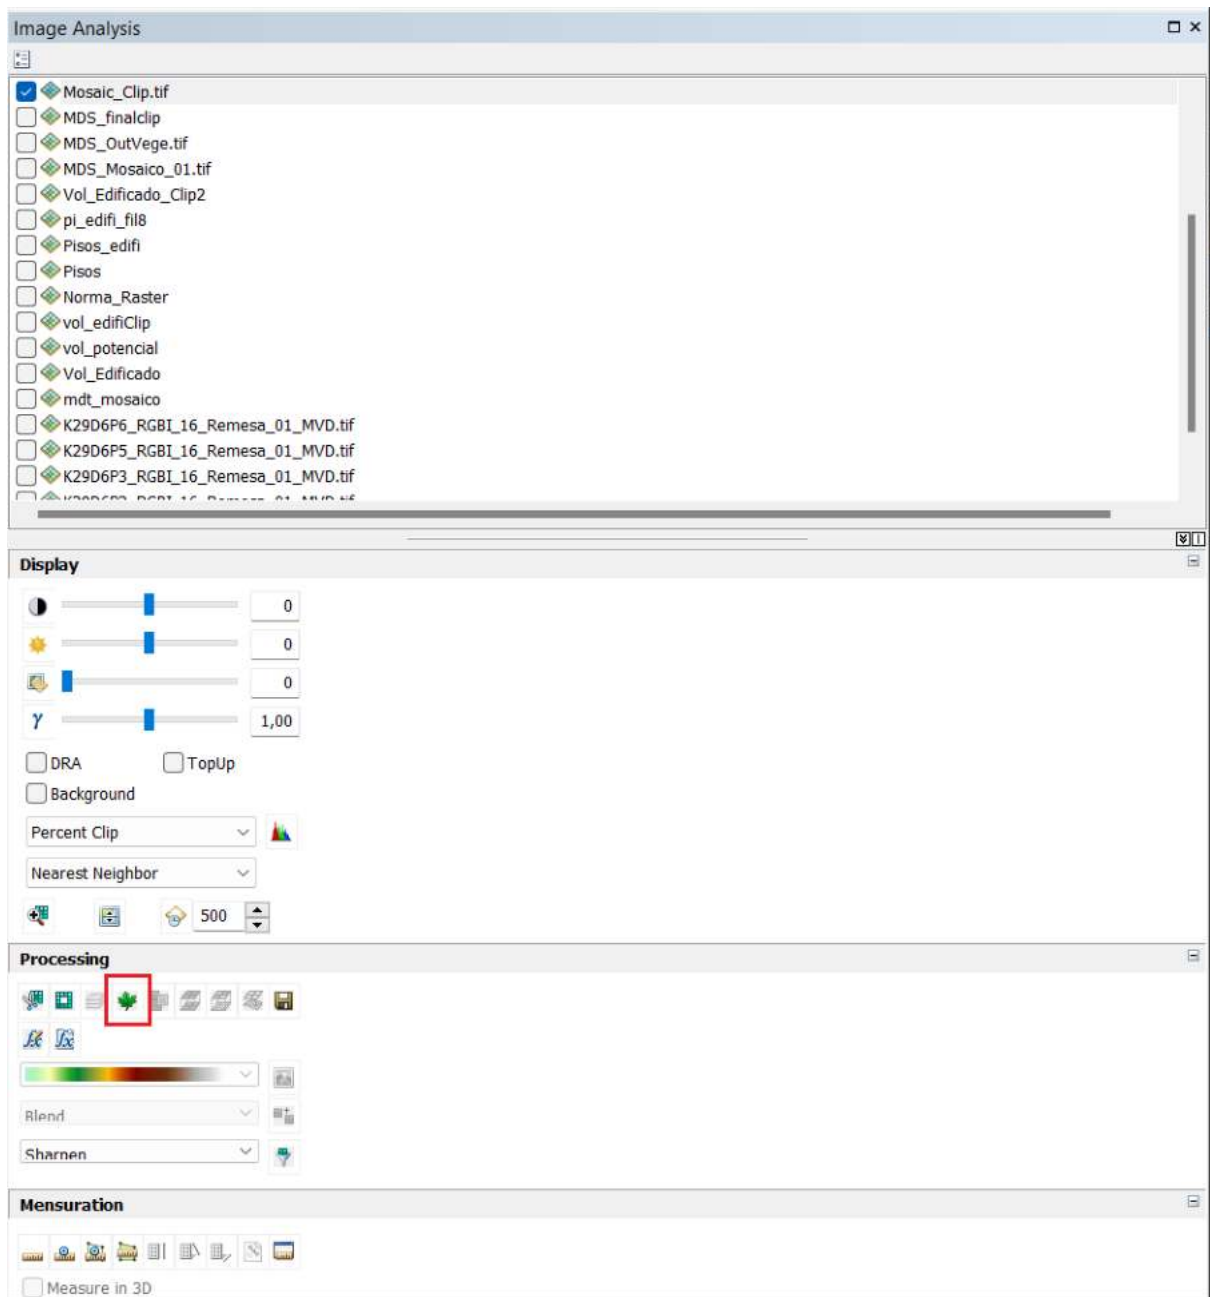 Image Analysis
Mosaic_Clip.tif
MDS_finalclip
MDS_OutVege.tif
MDS_Mosaico_01.tif
Vol_Edificado_Clip2
pi_edifi_fil8
Pisos_edifi
Pisos
Norma_Raster
vol_edifiClip
vol_potencial
Vol_Edificado
mdt_mosaico
K29D6P6_RGBI_16_Remesa_01_MVD.tif
K29D6P5_RGBI_16_Remesa_01_MVD.tif
K29D6P3_RGBI_16_Remesa_01_MVD.tif
Display
0
0
0
γ 1,00
DRA TopUp
Background
Percent Clip
Nearest Neighbor
500
Processing
Blend
Sharpen
Mensuration
Measure in 3D